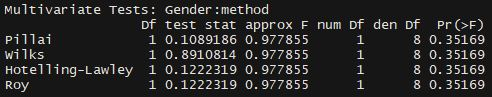 Multivariate Tests: Gender:method
Df test stat approx F num Df den Df Pr(>F)
Pillai 1 0.1089186 0.977855 1 8 0.35169
Wilks 1 0.8910814 0.977855 1 8 0.35169
Hotelling-Lawley 1 0.1222319 0.977855 1 8 0.35169
Roy 1 0.1222319 0.977855 1 8 0.35169